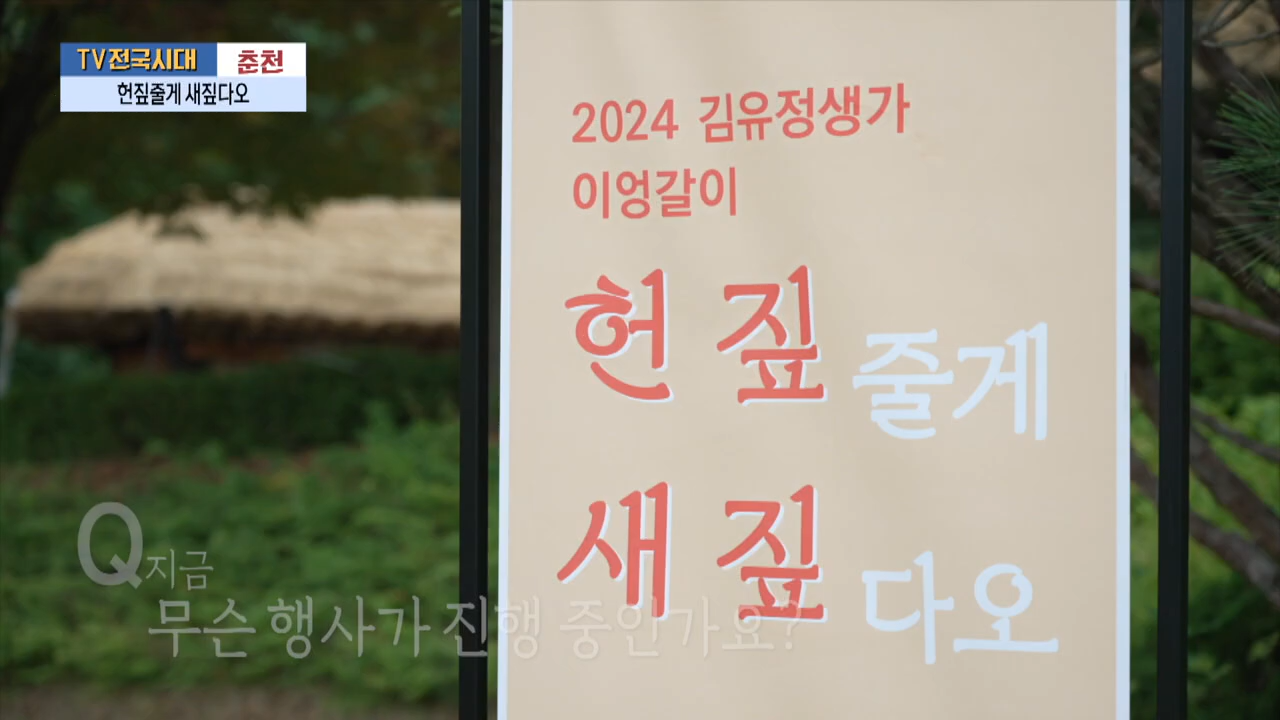 TV전국시대 춘천
헌짚줄게 새짚다오
2024 김유정생가
이엉갈이
헌 짚 줄게
새 짚 다오
Q 지금
무슨 행사가 진행 중인가요?